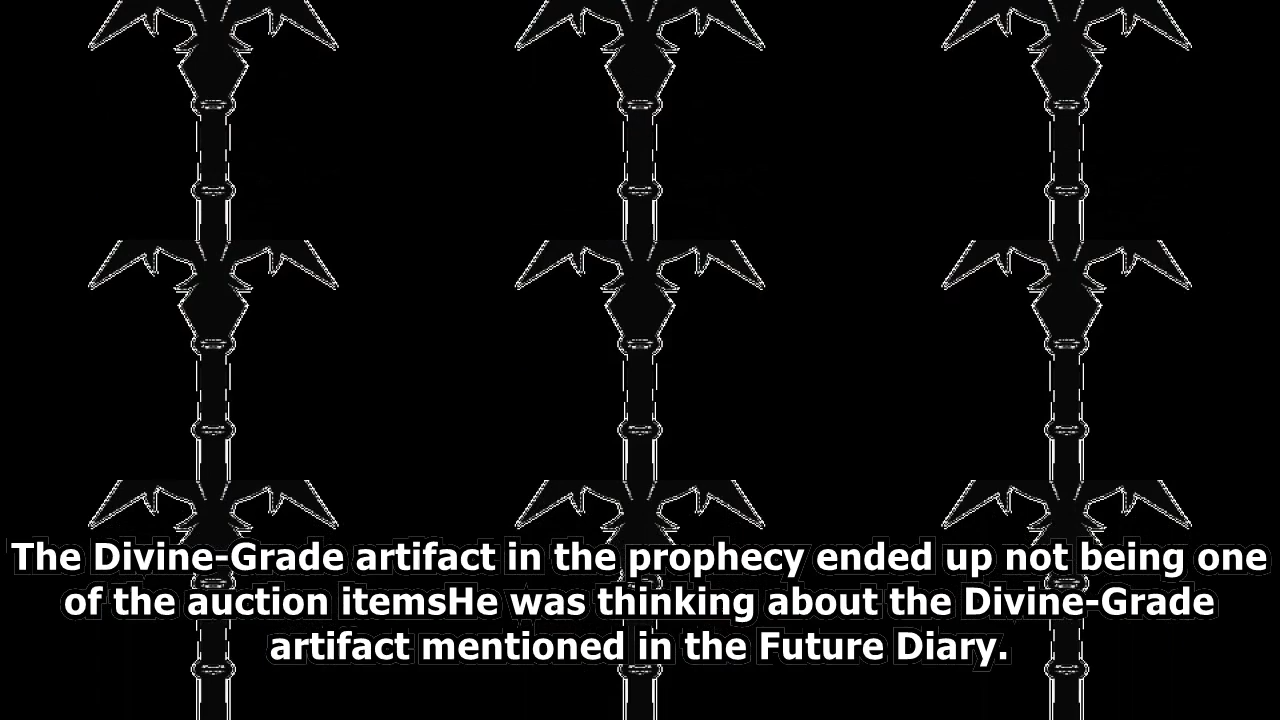 The Divine-Grade artifact in the prophecy ended up not being one
of the auction itemsHe was thinking about the Divine-Grade
artifact mentioned in the Future Diary.